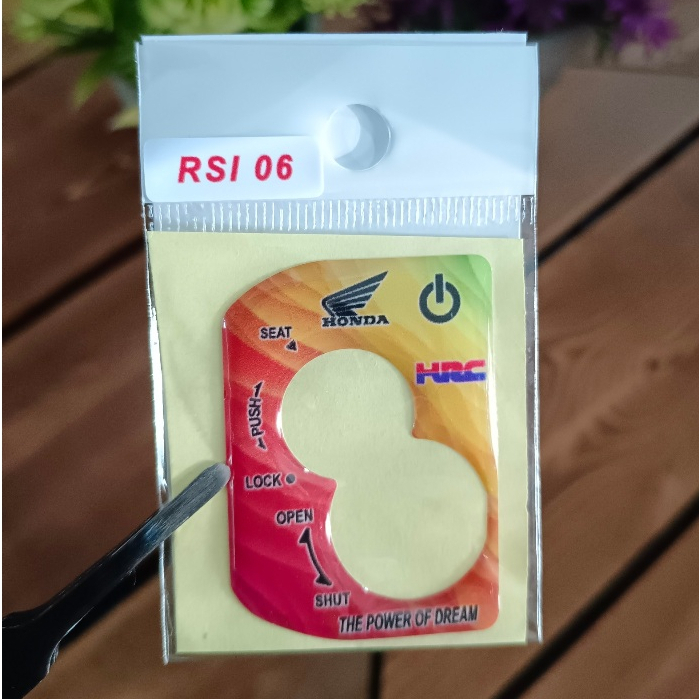 RSI 06
HONDA
SEAT
HRC
PUSH
LOCK
OPEN
SHUT
THE POWER OF DREAM